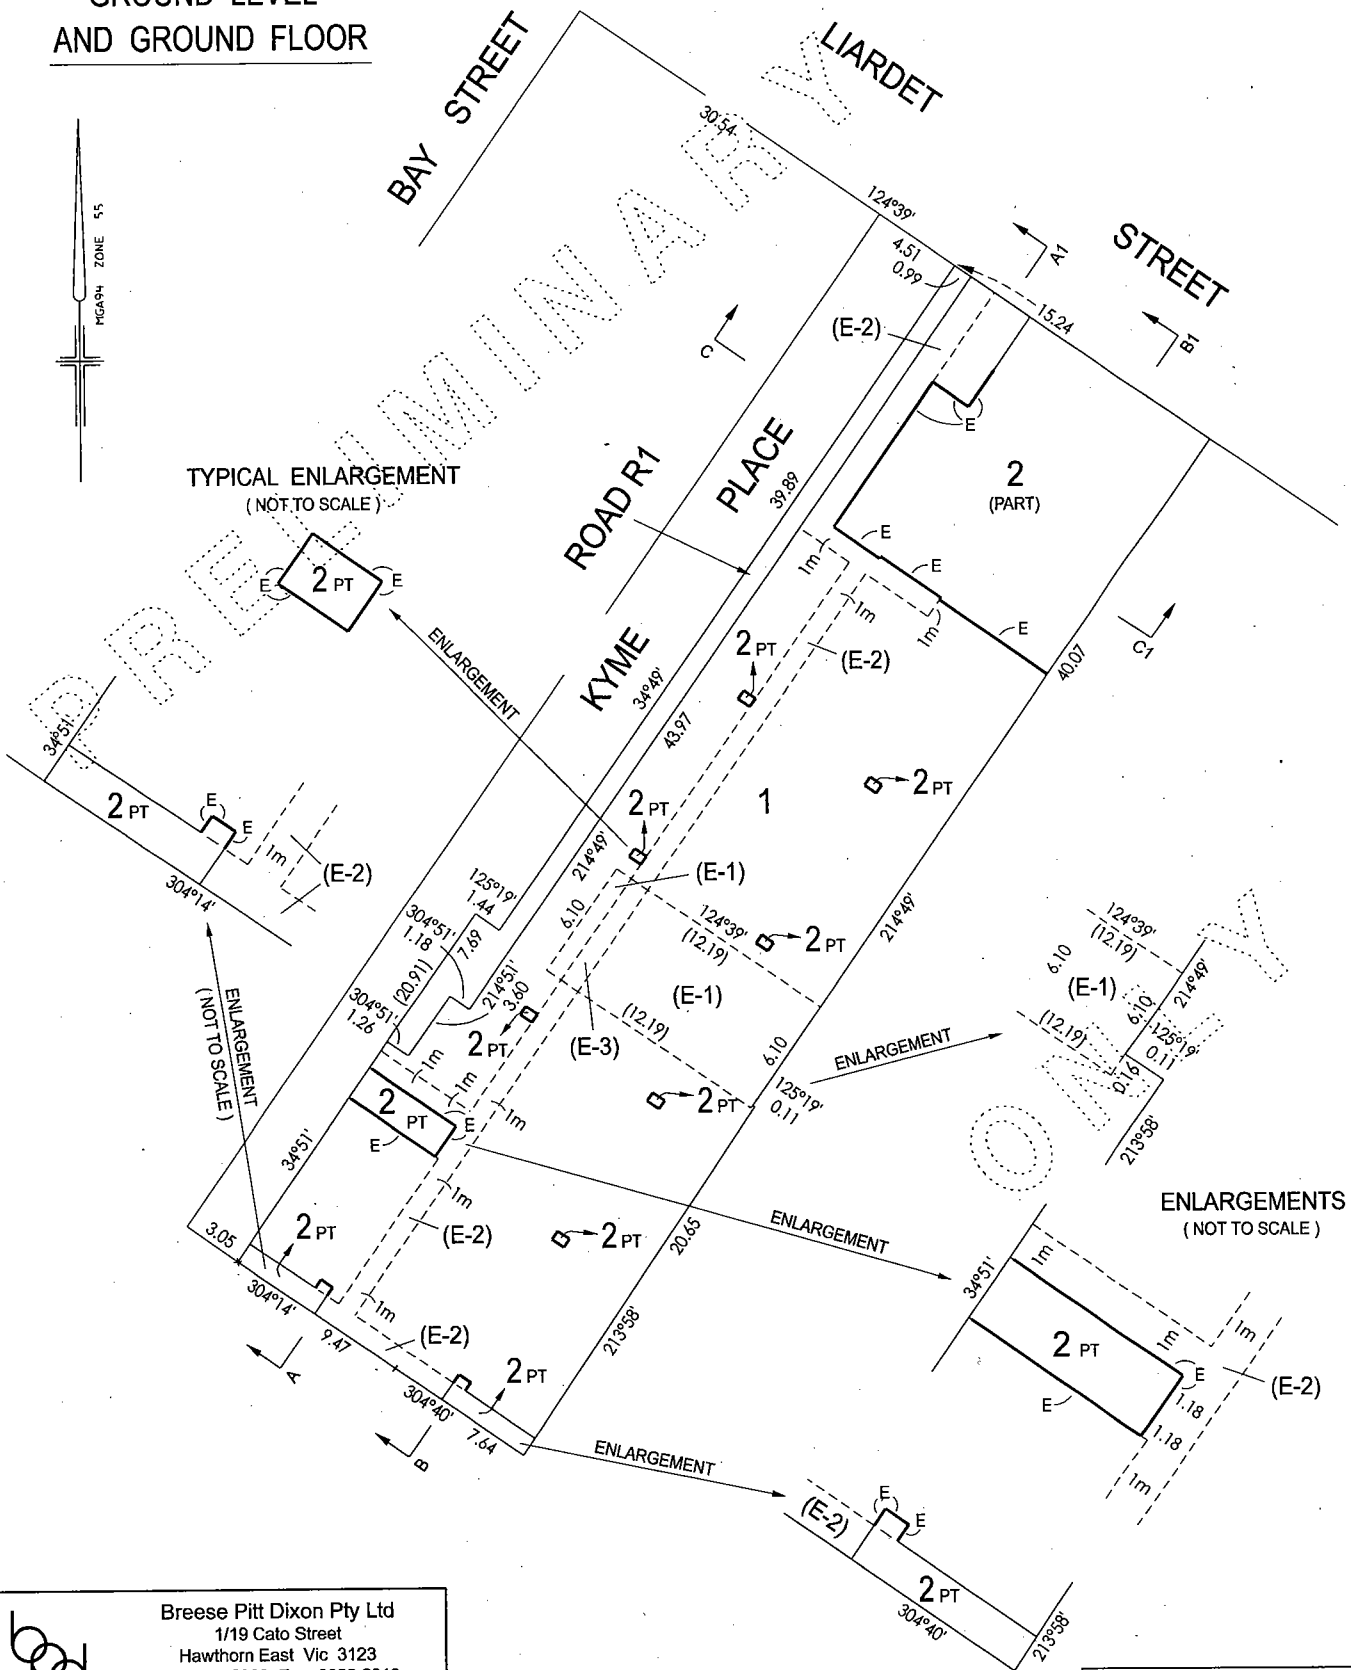 GROUND LEVEL
AND GROUND FLOOR
BAY STREET
LIARDET
STREET
PRELIMINARY
ONLY
MGA94 ZONE 55
30.54
124°39'
4.51
0.99
15.24
A1
B1
C
(E-2)
E
2
(PART)
TYPICAL ENLARGEMENT
( NOT TO SCALE )
E
2 PT
E
ENLARGEMENT
ROAD R1
KYME
PLACE
39.89
34°49'
43.97
1m
E
E
E
1m
1m
(E-2)
40.07
C1
2 PT
2 PT
1
2 PT
214°49'
(E-1)
6.10
124°39'
(12.19)
2 PT
214°49'
(E-1)
(12.19)
6.10
(E-3)
125°19'
0.11
ENLARGEMENT
125°19'
1.44
304°51'
1.18
7.69
(20.91)
214°51'
3.60
304°51'
1.26
2 PT
1m
1m
1m
2 PT
2 PT
E
E
34°51'
1m
(E-2)
2 PT
20.65
213°58'
ENLARGEMENT
3.05
2 PT
304°14'
9.47
1m
(E-2)
2 PT
304°40'
7.64
A
B
ENLARGEMENT
34°51'
2 PT
E
E
1m
(E-2)
304°14'
ENLARGEMENT
( NOT TO SCALE )
124°39'
(12.19)
6.10
(E-1)
(12.19)
6.10
214°49'
125°19'
0.11
0.16
213°58'
ENLARGEMENTS
( NOT TO SCALE )
34°51'
1m
2 PT
1m
1m
E
E
1.18
1.18
1m
(E-2)
(E-2)
E
E
2 PT
304°40'
213°58'
bpd
Breese Pitt Dixon Pty Ltd
1/19 Cato Street
Hawthorn East Vic 3123